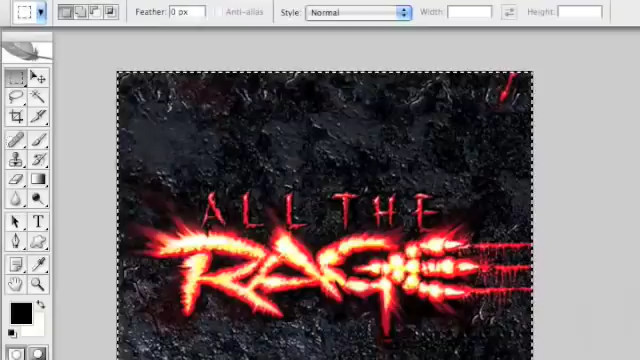 Feather: 0 px Anti-alias Style: Normal Width: Height:
ALL THE
RAGE
T